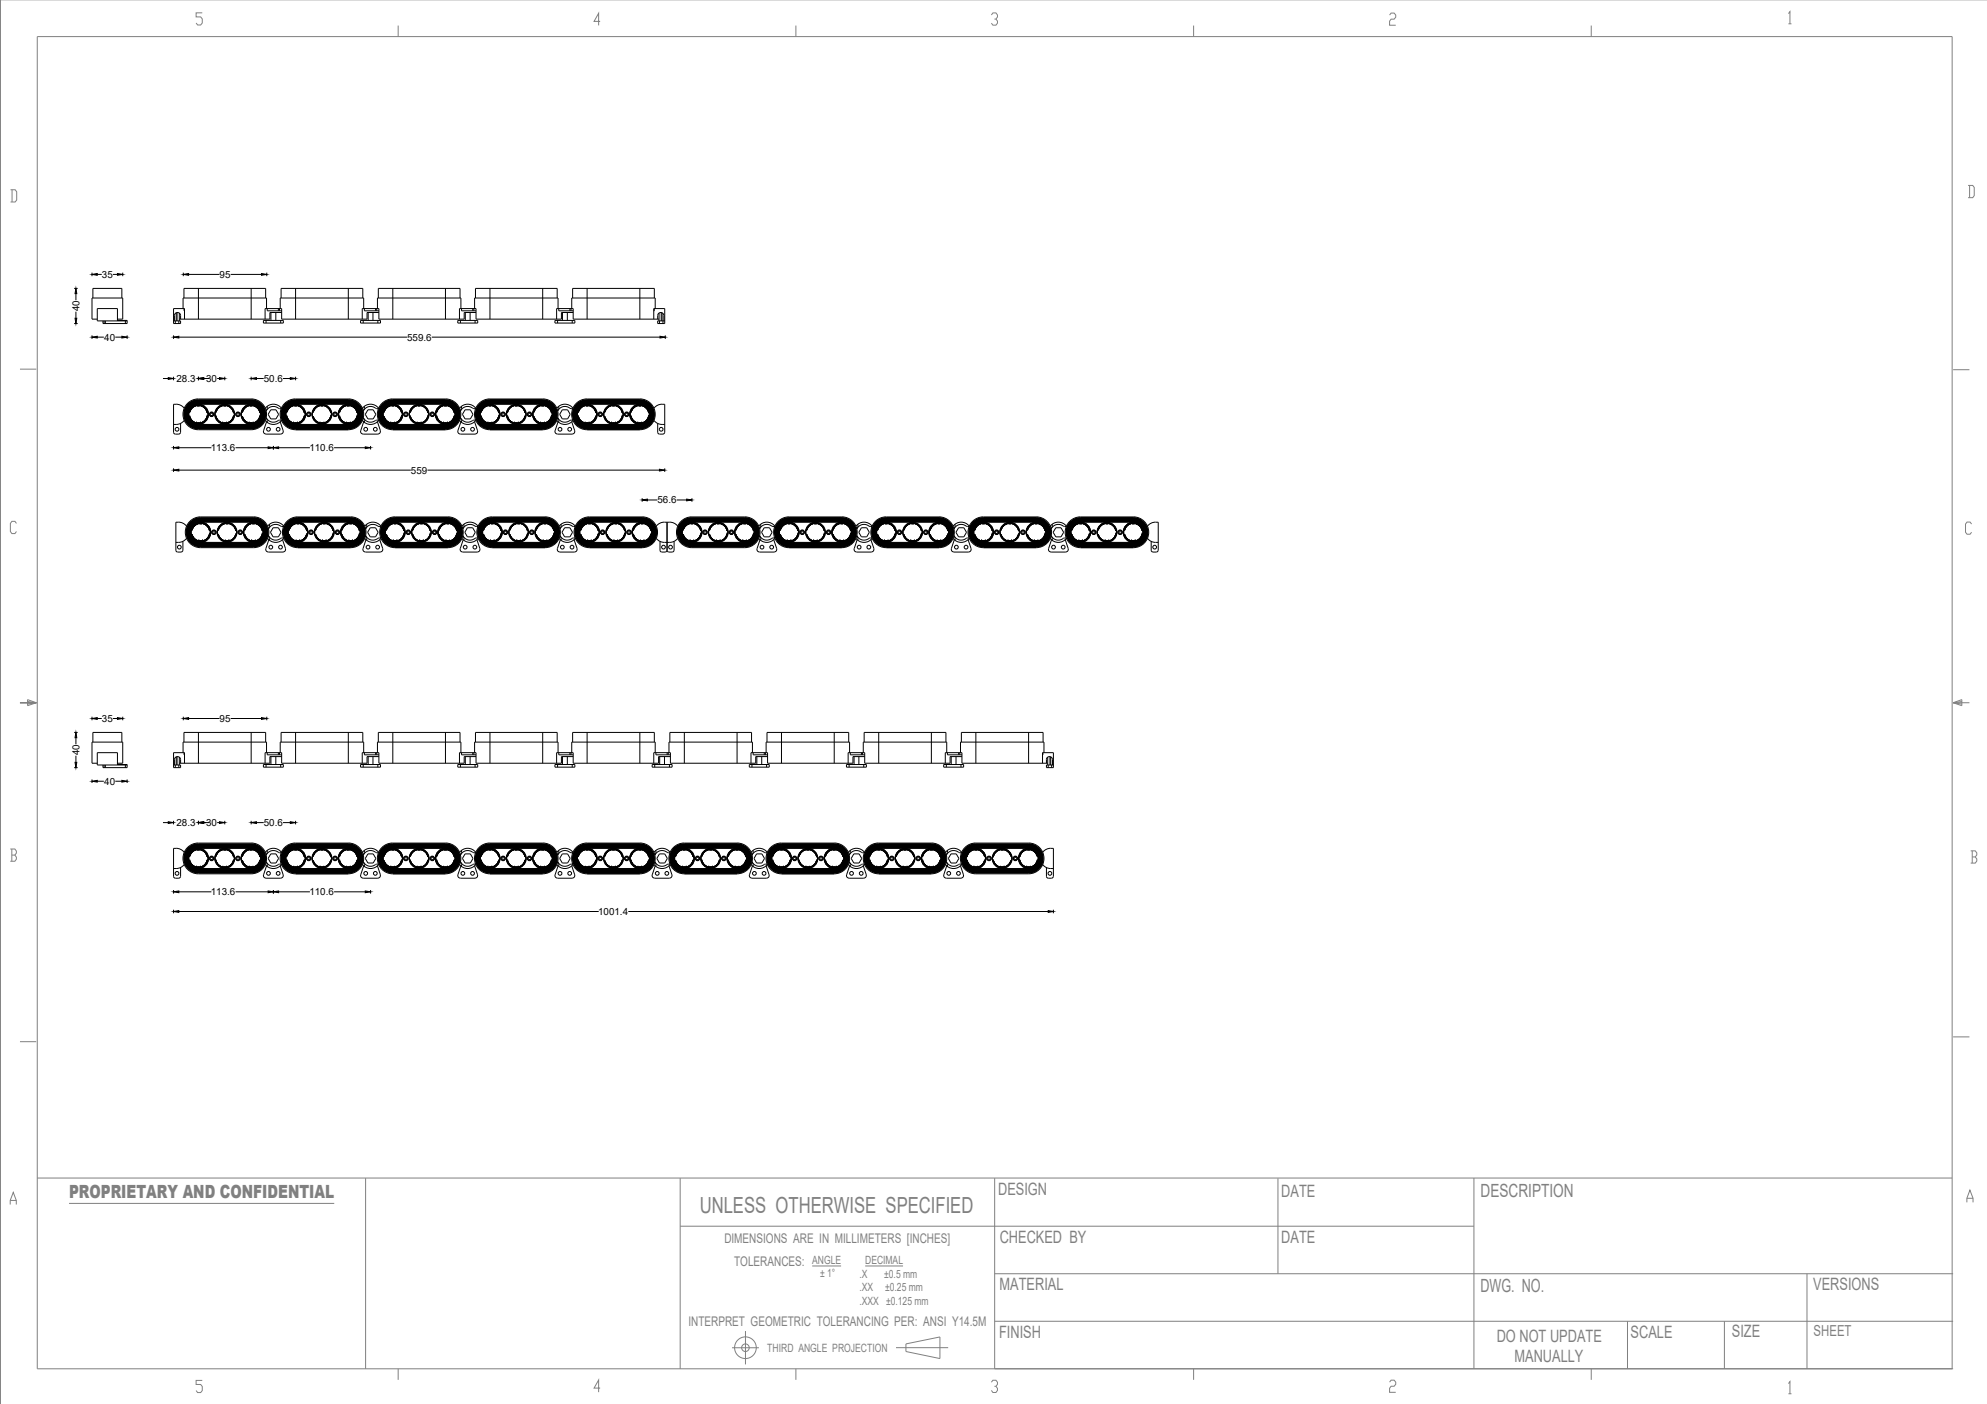 5 4 3 2 1
D D
35 95
40
40 559.6
28.3 30 50.6
113.6 110.6
559
56.6
C C
35 95
40
40
28.3 30 50.6
B B
113.6 110.6
1001.4
A A
PROPRIETARY AND CONFIDENTIAL
UNLESS OTHERWISE SPECIFIED
DIMENSIONS ARE IN MILLIMETERS [INCHES]
TOLERANCES: ANGLE DECIMAL
± 1° .X ±0.5 mm
.XX ±0.25 mm
.XXX ±0.125 mm
INTERPRET GEOMETRIC TOLERANCING PER: ANSI Y14.5M
THIRD ANGLE PROJECTION
DESIGN DATE
CHECKED BY DATE
MATERIAL
FINISH
DESCRIPTION
DWG. NO. VERSIONS
DO NOT UPDATE
MANUALLY
SCALE SIZE SHEET
5 4 3 2 1